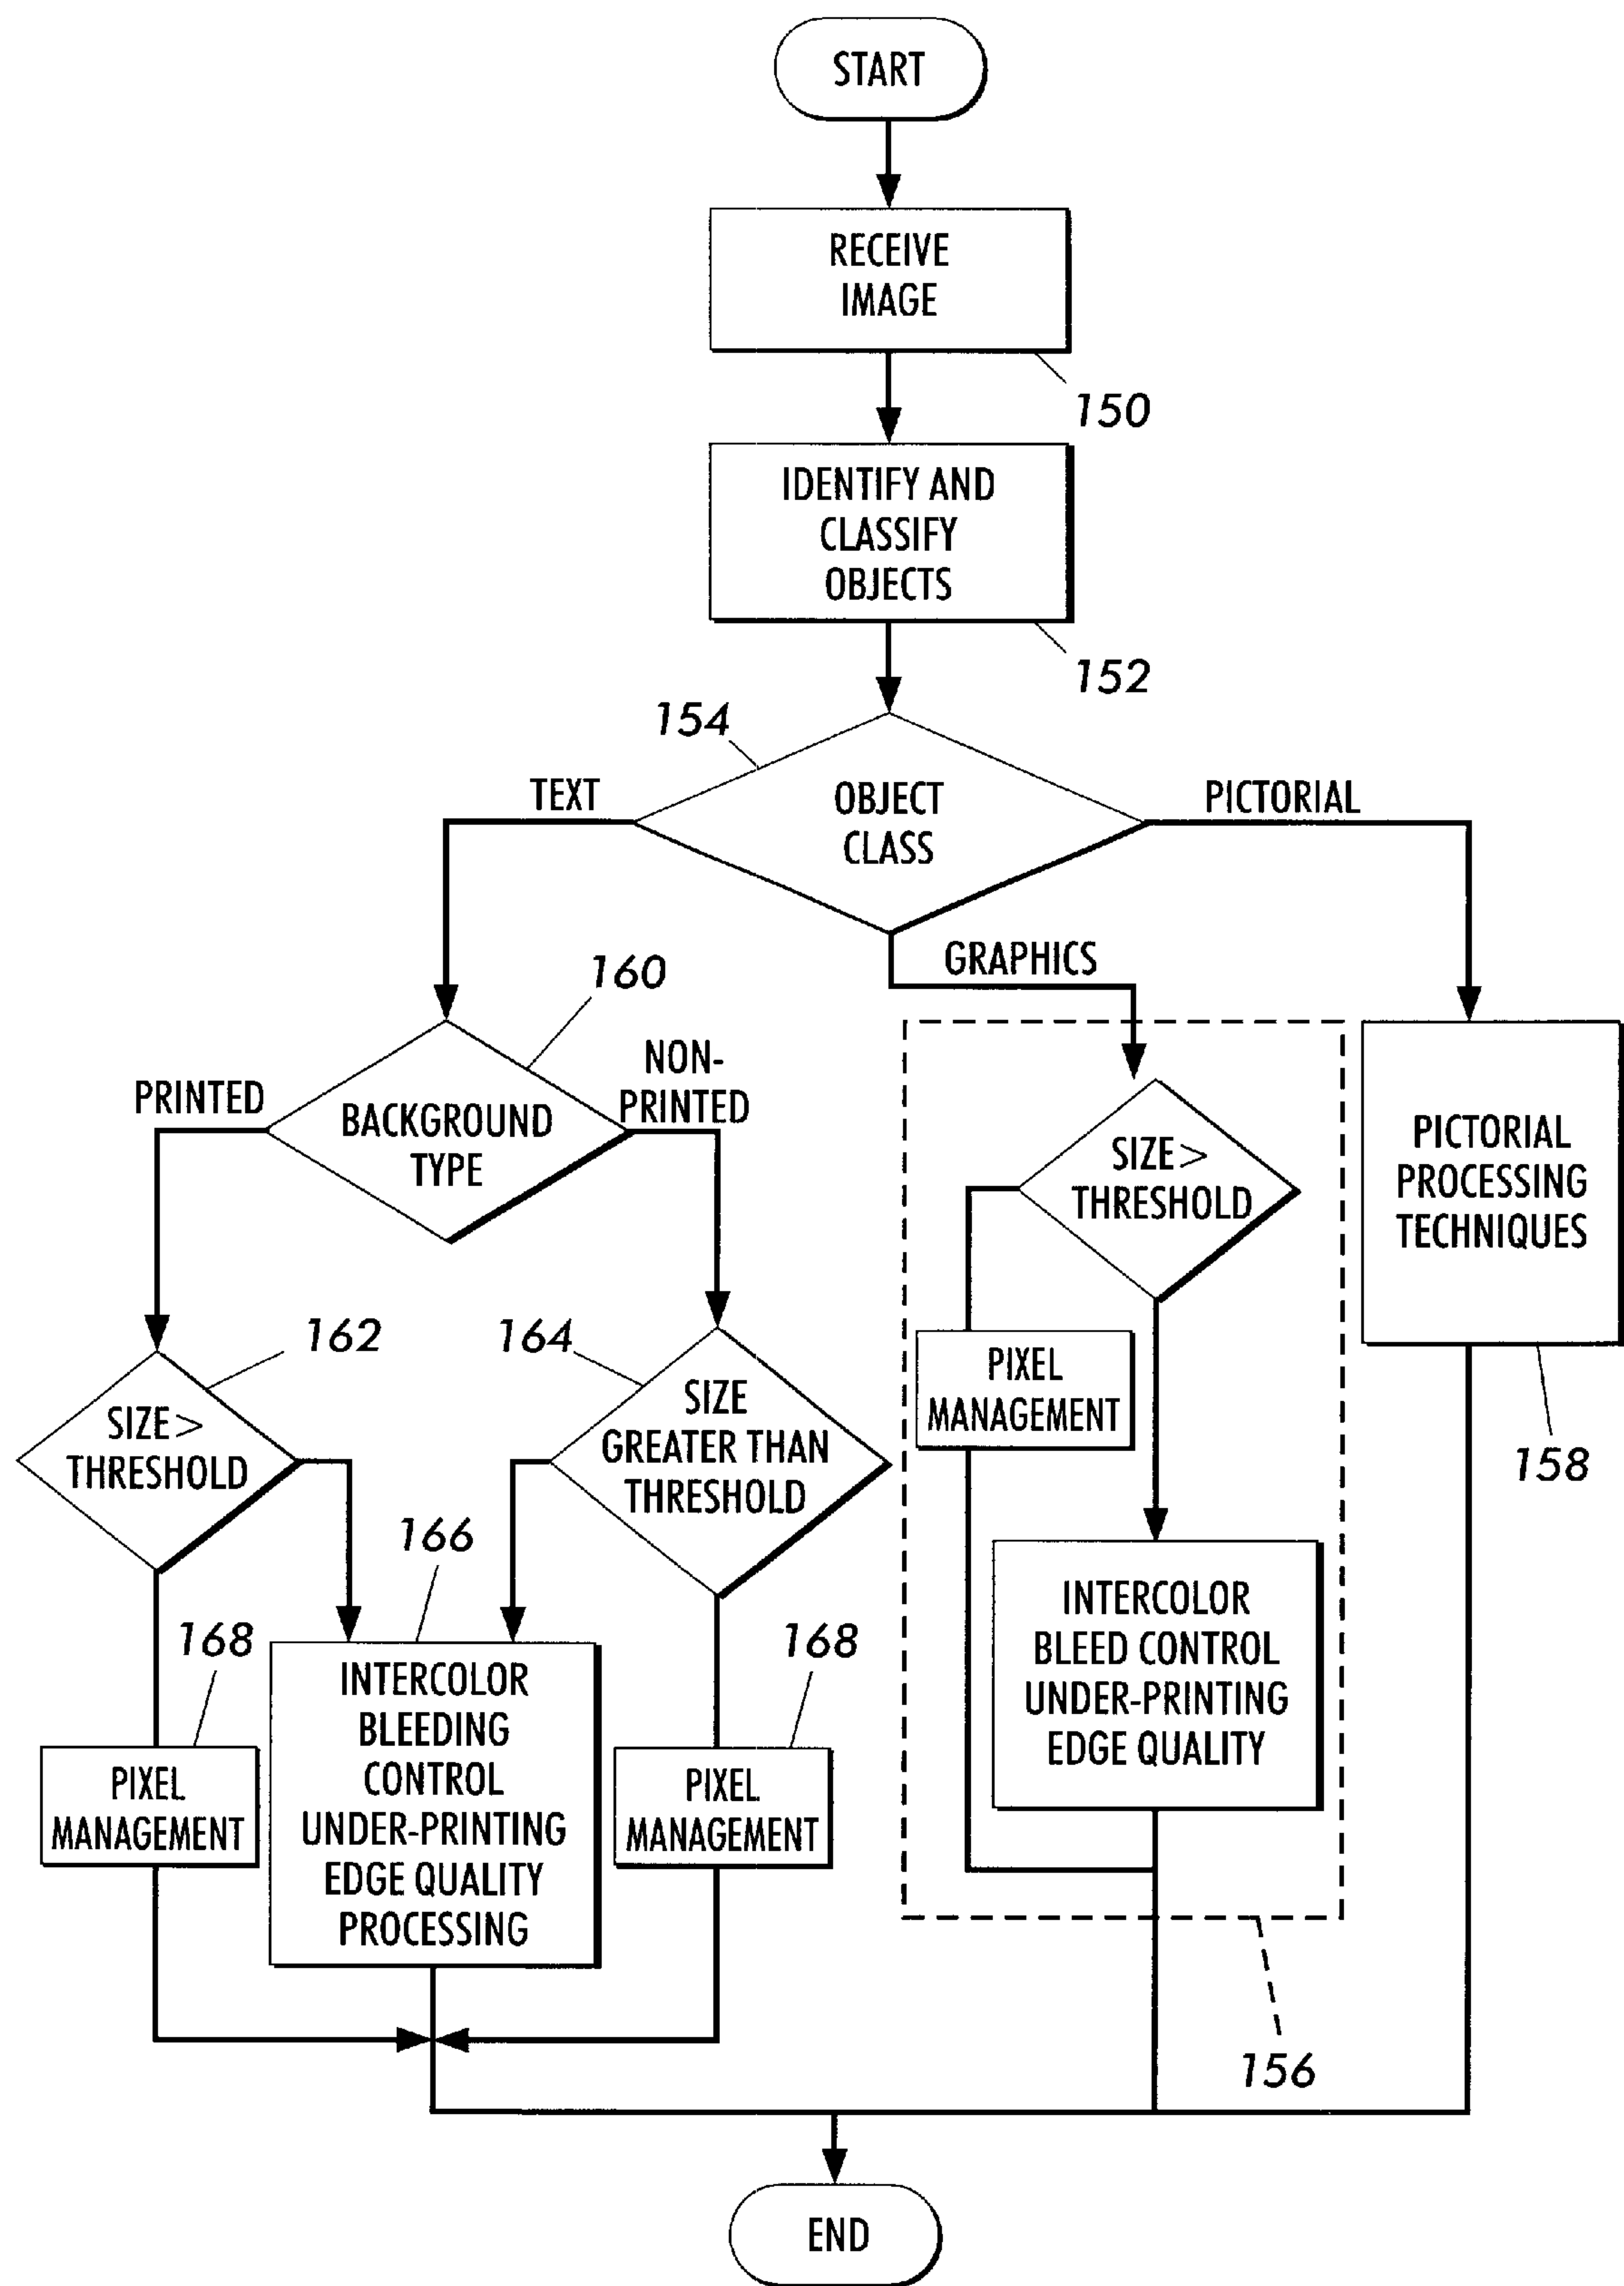 START
RECEIVE
IMAGE
150
IDENTIFY AND
CLASSIFY
OBJECTS
152
154
OBJECT
CLASS
TEXT
PICTORIAL
GRAPHICS
160
BACKGROUND
TYPE
PRINTED
NON-
PRINTED
SIZE >
THRESHOLD
PICTORIAL
PROCESSING
TECHNIQUES
158
162
SIZE >
THRESHOLD
164
SIZE
GREATER THAN
THRESHOLD
PIXEL
MANAGEMENT
166
INTERCOLOR
BLEED CONTROL
UNDER-PRINTING
EDGE QUALITY
168
PIXEL
MANAGEMENT
INTERCOLOR
BLEEDING
CONTROL
UNDER-PRINTING
EDGE QUALITY
PROCESSING
168
PIXEL
MANAGEMENT
156
END